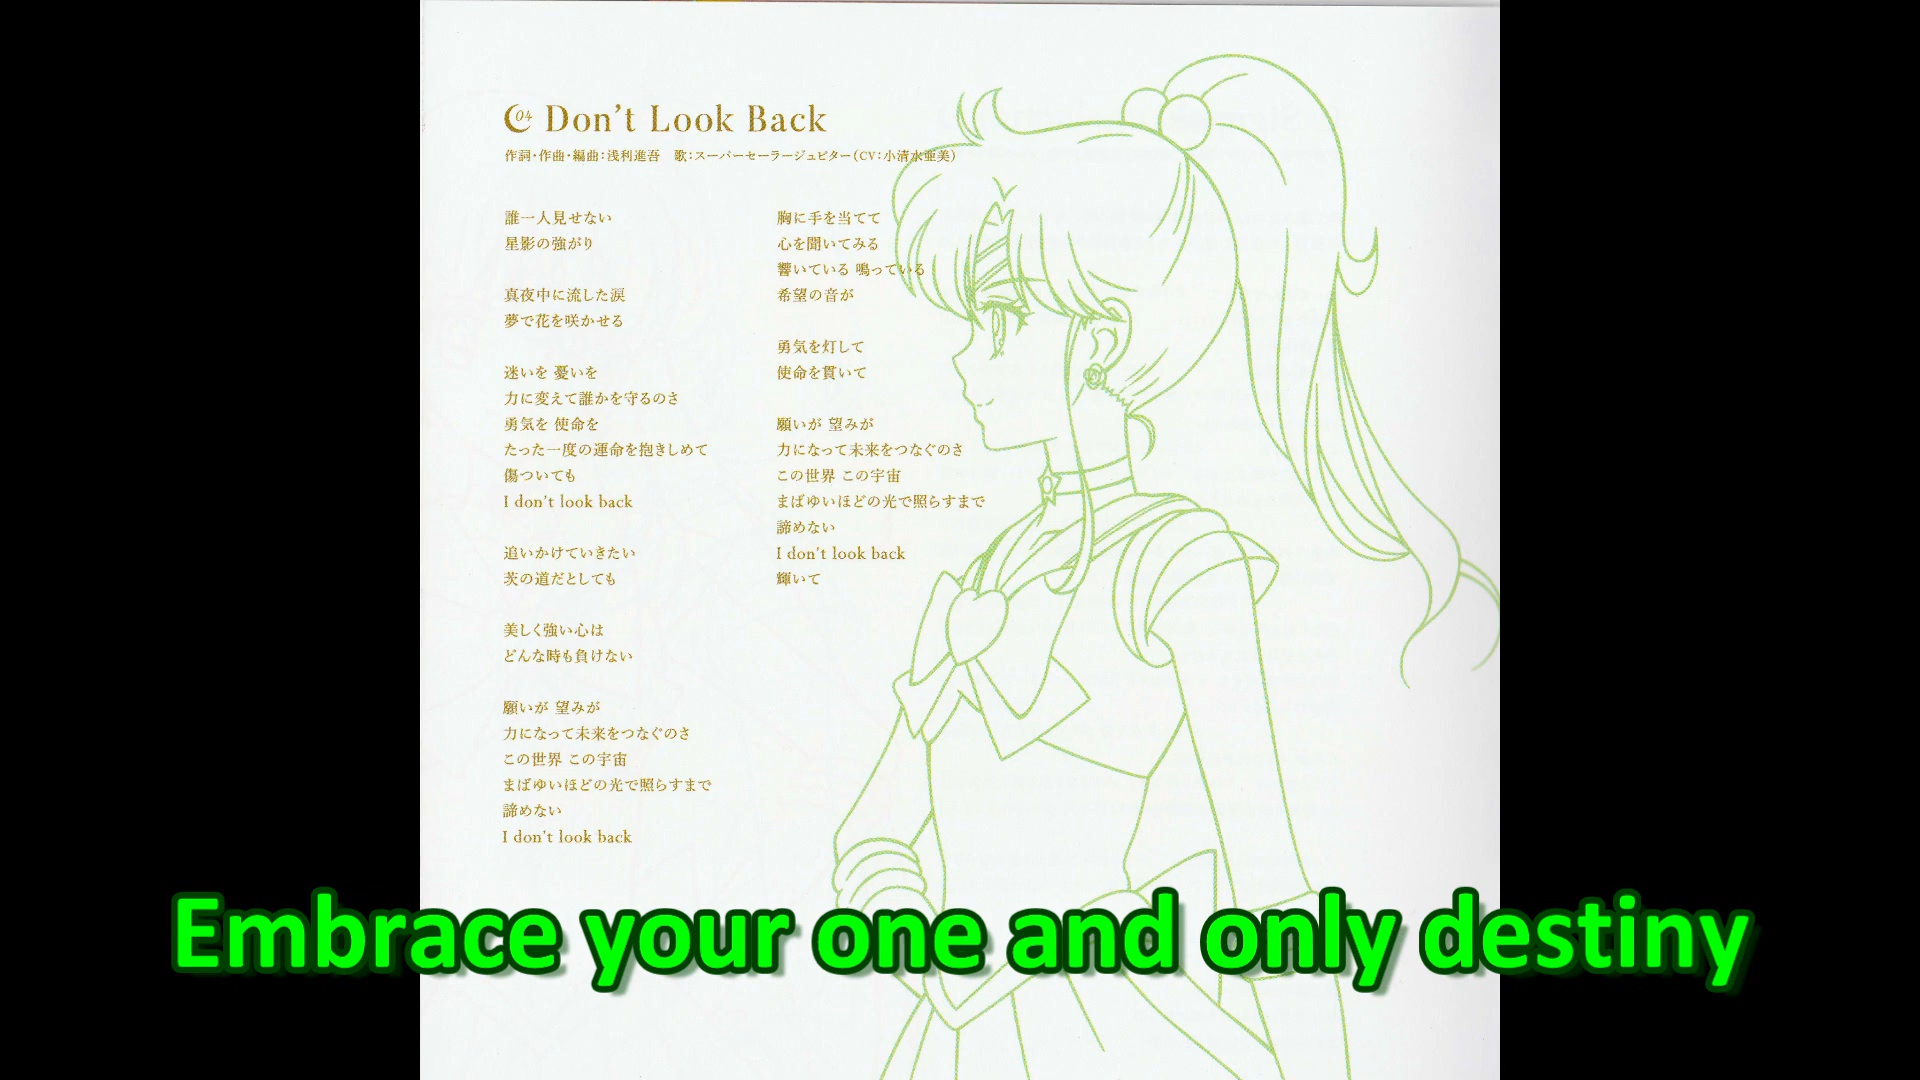 04 Don't Look Back
作詞・作曲・編曲：浅利進吾　歌：スーパーセーラージュピター（CV：小清水亜美）
誰一人見せない
星影の強がり
真夜中に流した涙
夢で花を咲かせる
迷いを 憂いを
力に変えて誰かを守るのさ
勇気を 使命を
たった一度の運命を抱きしめて
傷ついても
I don't look back
追いかけていきたい
茨の道だとしても
美しく強い心は
どんな時も負けない
願いが 望みが
力になって未来をつなぐのさ
この世界 この宇宙
まばゆいほどの光で照らすまで
諦めない
I don't look back
胸に手を当てて
心を聞いてみる
響いている 鳴っている
希望の音が
勇気を灯して
使命を貫いて
願いが 望みが
力になって未来をつなぐのさ
この世界 この宇宙
まばゆいほどの光で照らすまで
諦めない
I don't look back
輝いて
Embrace your one and only destiny